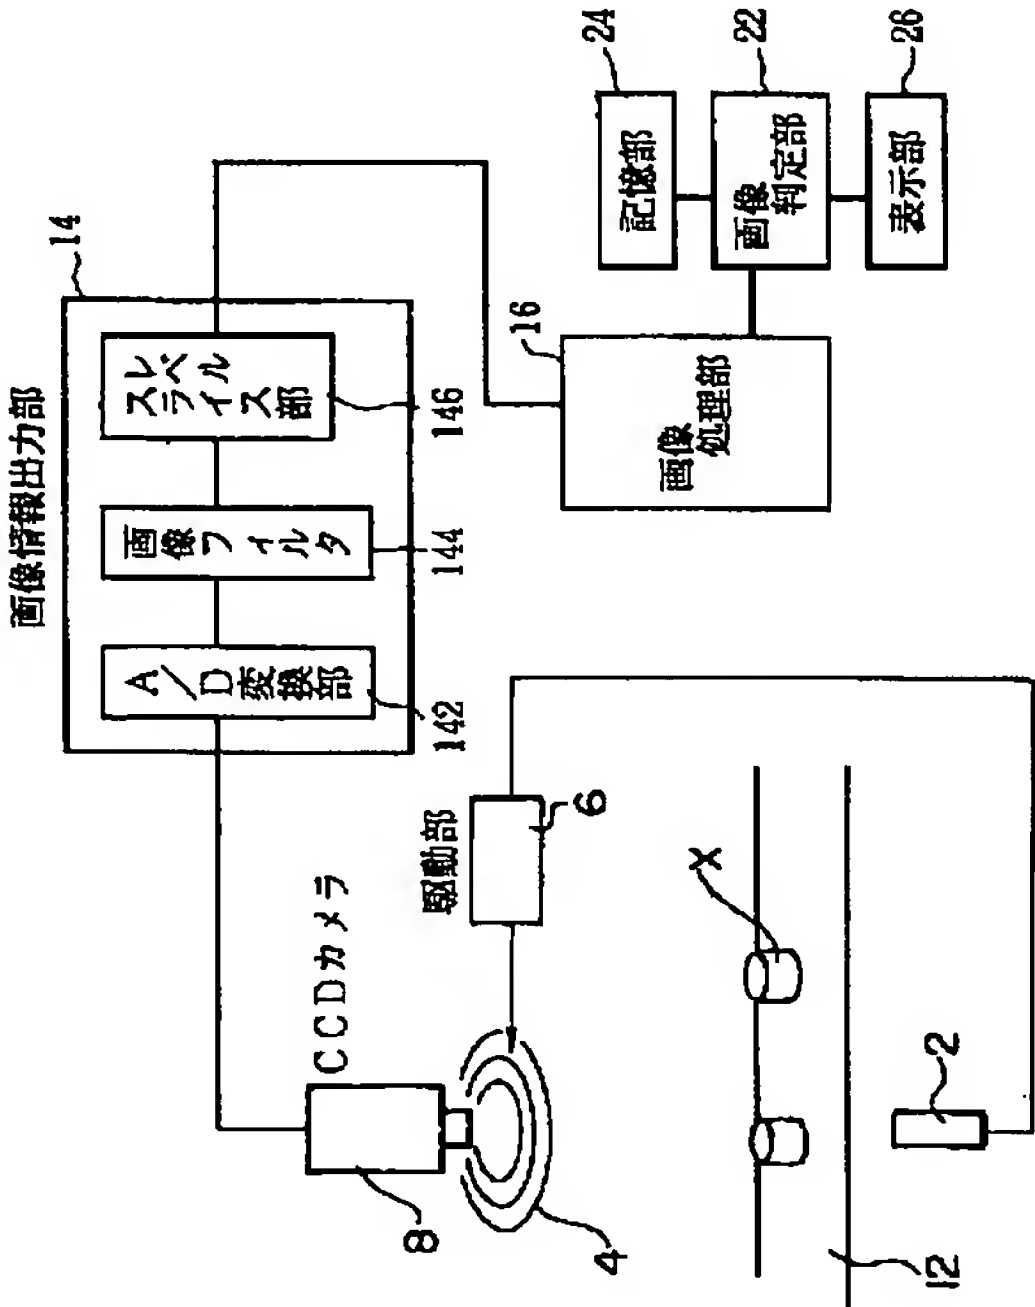 画像情報出力部
14
A/D変換部
画像フィルタ
スライス
レベル部
142
144
146
CCDカメラ
8
駆動部
6
4
16
画像
処理部
24
記憶部
22
画像
判定部
26
表示部
X
12
2